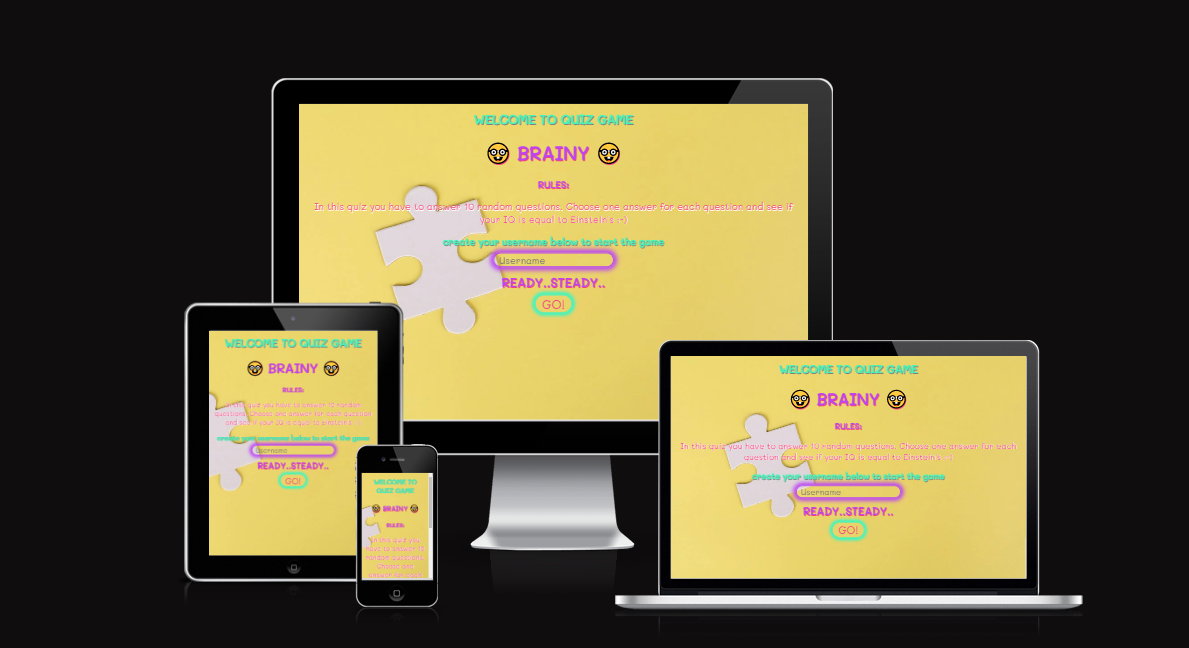 WELCOME TO QUIZ GAME
BRAINY
RULES:
In this quiz you have to answer 10 random questions. Choose one answer for each question and see if
your IQ is equal to Einstein's :-)
create your username below to start the game
Username
READY..STEADY..
GO!
WELCOME TO QUIZ GAME
BRAINY
RULES:
In this quiz you have to answer 10 random
questions. Choose one answer for each question
and see if your IQ is equal to Einstein's :-)
create your username below to start the game
Username
READY..STEADY..
GO!
WELCOME TO
QUIZ GAME
BRAINY
RULES:
In this quiz you
have to answer 10
random questions.
Choose one
answer for each
WELCOME TO QUIZ GAME
BRAINY
RULES:
In this quiz you have to answer 10 random questions. Choose one answer for each
question and see if your IQ is equal to Einstein's :-)
create your username below to start the game
Username
READY..STEADY..
GO!